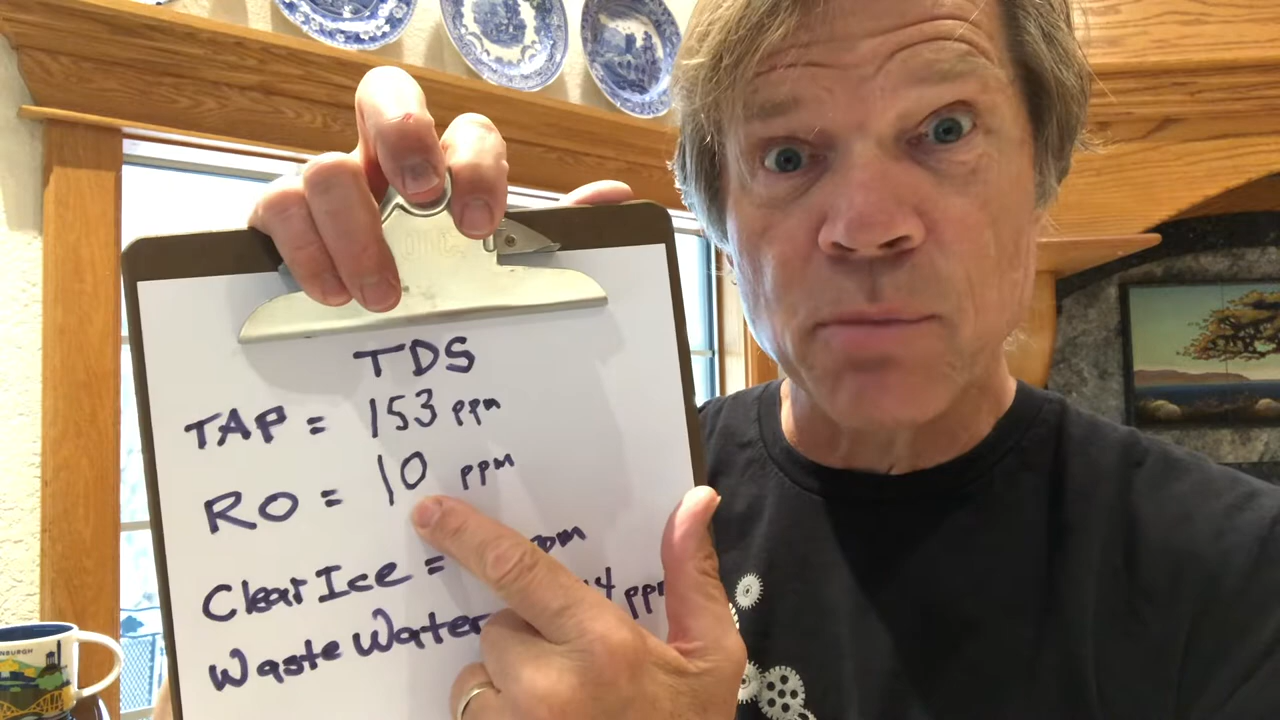 TDS
TAP = 153 ppm
RO = 10 ppm
Clear Ice =
Waste Water